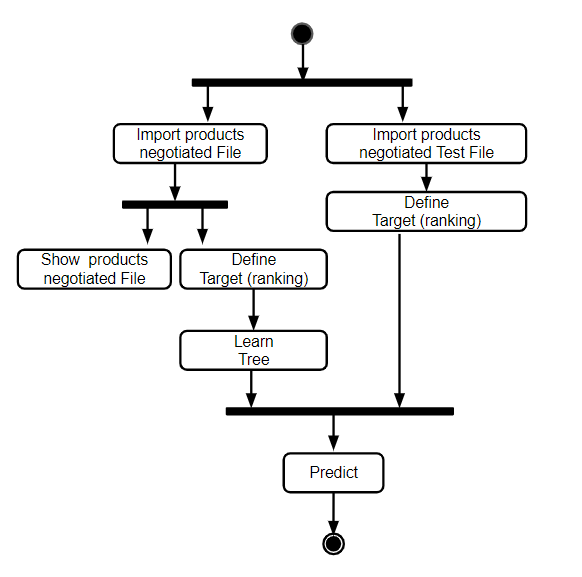 Import products
negotiated File
Import products
negotiated Test File
Define
Target (ranking)
Show products
negotiated File
Define
Target (ranking)
Learn
Tree
Predict